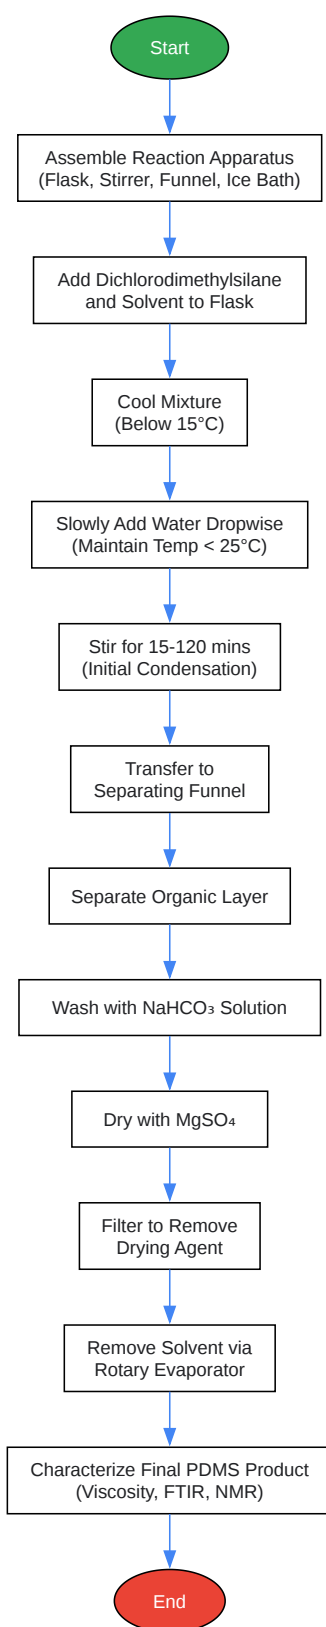 Start
Assemble Reaction Apparatus
(Flask, Stirrer, Funnel, Ice Bath)
Add Dichlorodimethylsilane
and Solvent to Flask
Cool Mixture
(Below 15°C)
Slowly Add Water Dropwise
(Maintain Temp < 25°C)
Stir for 15-120 mins
(Initial Condensation)
Transfer to
Separating Funnel
Separate Organic Layer
Wash with NaHCO₃ Solution
Dry with MgSO₄
Filter to Remove
Drying Agent
Remove Solvent via
Rotary Evaporator
Characterize Final PDMS Product
(Viscosity, FTIR, NMR)
End